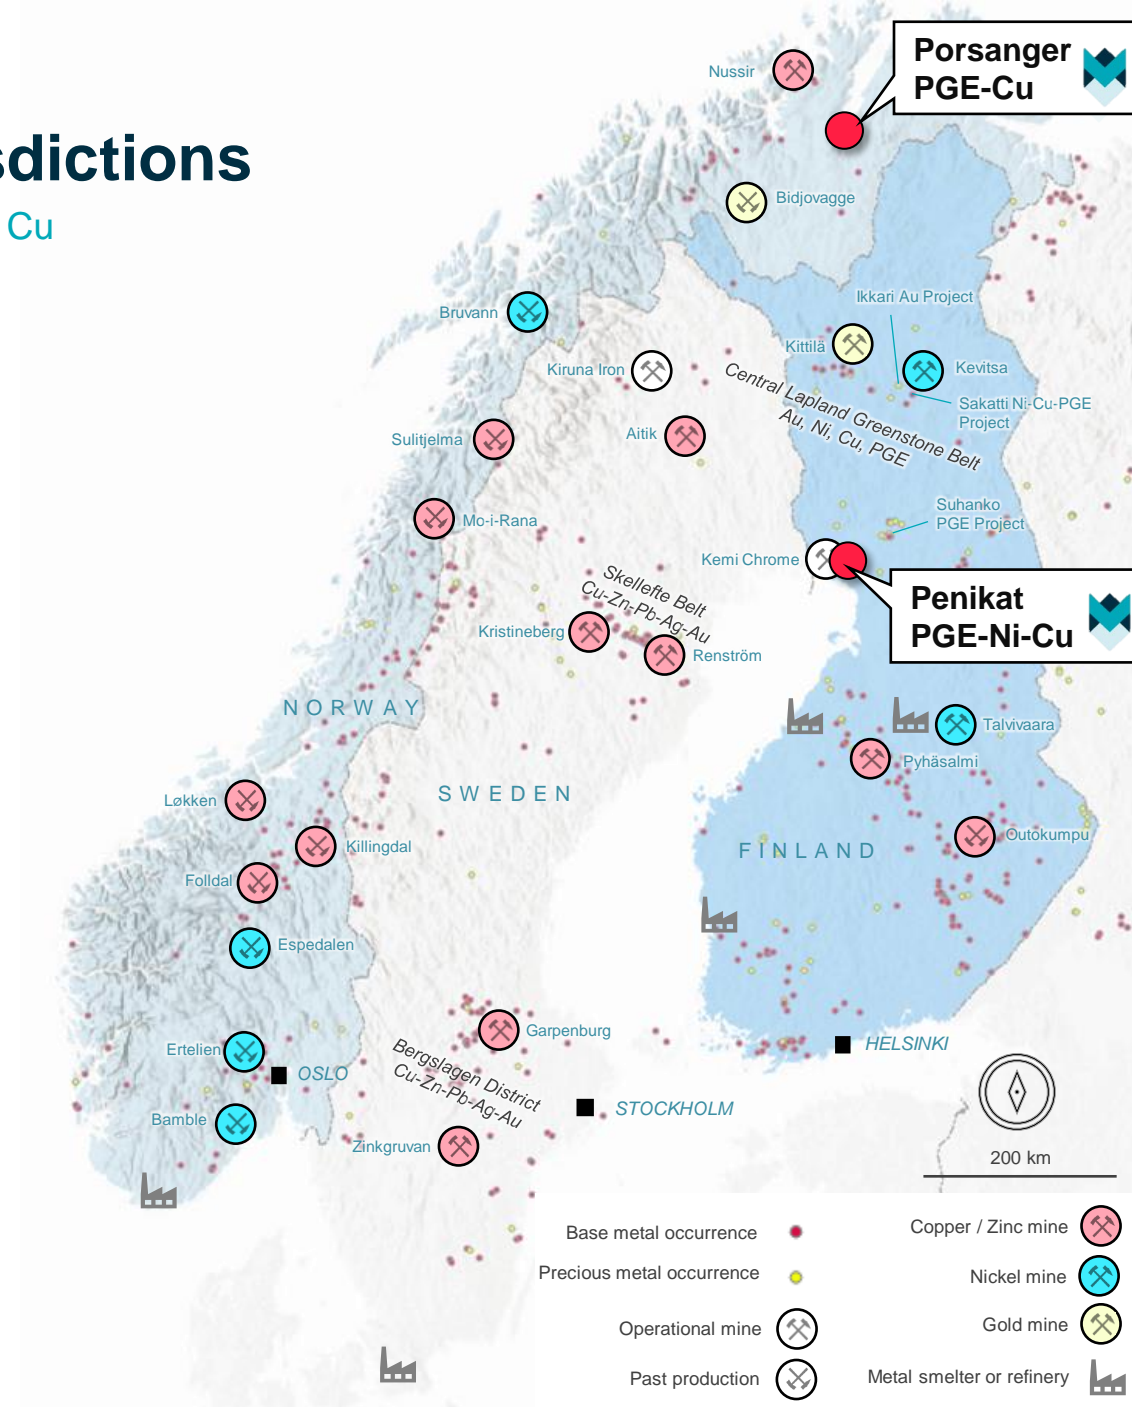 sdictions
Cu
Porsanger
PGE-Cu
Nussir
Bidjovagge
Ikkari Au Project
Bruvann
Kittilä
Kiruna Iron
Kevitsa
Central Lapland Greenstone Belt
Au, Ni, Cu, PGE
Sakatti Ni-Cu-PGE
Project
Sulitjelma
Aitik
Suhanko
PGE Project
Mo-i-Rana
Kemi Chrome
Penikat
PGE-Ni-Cu
Skellefte Belt
Cu-Zn-Pb-Ag-Au
Kristineberg
Renström
NORWAY
Talvivaara
Pyhäsalmi
SWEDEN
Løkken
Killingdal
FINLAND
Outokumpu
Folldal
Espedalen
Garpenburg
Ertelien
HELSINKI
Bergslagen District
Cu-Zn-Pb-Ag-Au
OSLO
STOCKHOLM
Bamble
Zinkgruvan
200 km
Base metal occurrence
Copper / Zinc mine
Precious metal occurrence
Nickel mine
Operational mine
Gold mine
Past production
Metal smelter or refinery